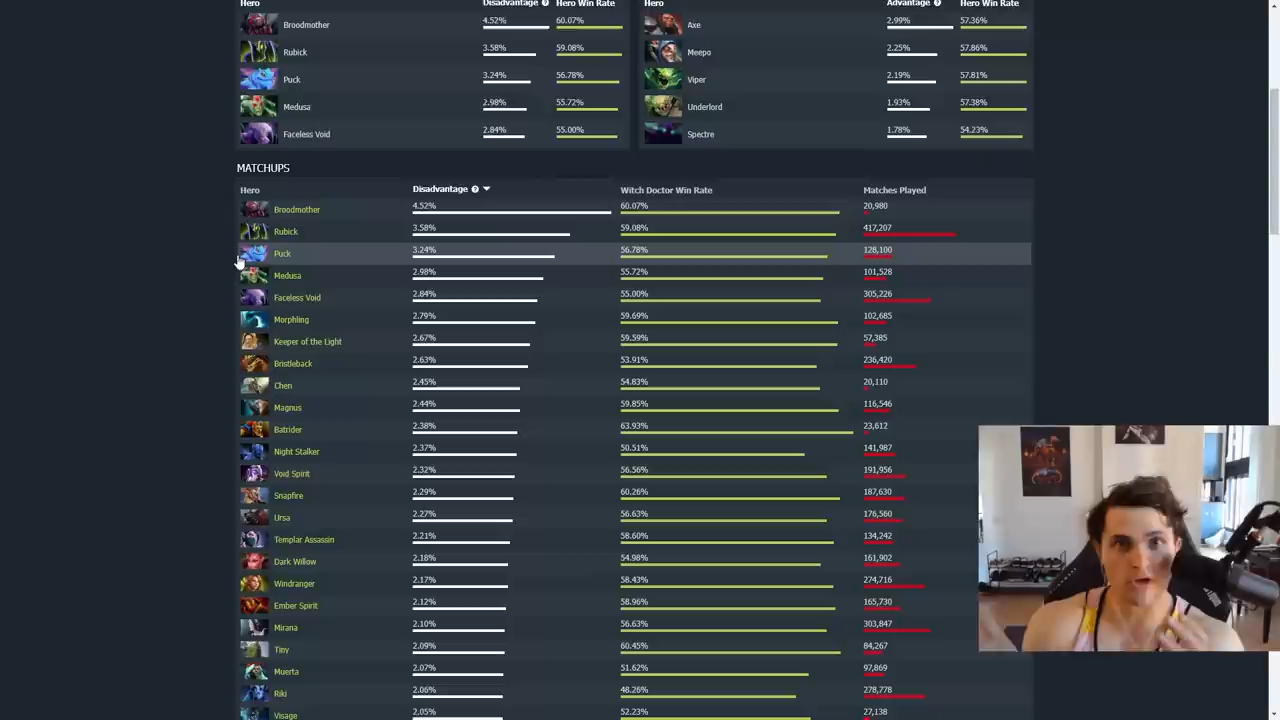 Hero Disadvantage Hero Win Rate Hero Advantage Hero Win Rate
Broodmother 4.52% 60.07% Axe 2.99% 57.36%
Rubick 3.58% 59.08% Meepo 2.25% 57.86%
Puck 3.24% 56.78% Viper 2.19% 57.81%
Medusa 2.98% 55.72% Underlord 1.93% 57.38%
Faceless Void 2.84% 55.00% Spectre 1.78% 54.23%
MATCHUPS
Hero Disadvantage Witch Doctor Win Rate Matches Played
Broodmother 4.52% 60.07% 20,980
Rubick 3.58% 59.08% 417,207
Puck 3.24% 56.78% 128,100
Medusa 2.98% 55.72% 101,528
Faceless Void 2.84% 55.00% 305,226
Morphling 2.79% 59.69% 102,685
Keeper of the Light 2.67% 59.59% 57,385
Bristleback 2.63% 53.91% 236,420
Chen 2.45% 54.83% 20,110
Magnus 2.44% 59.85% 116,546
Batrider 2.38% 63.93% 23,612
Night Stalker 2.37% 50.51% 141,987
Void Spirit 2.32% 56.56% 191,956
Snapfire 2.29% 60.26% 187,630
Ursa 2.27% 56.63% 176,560
Templar Assassin 2.21% 58.60% 134,242
Dark Willow 2.18% 54.98% 161,902
Windranger 2.17% 58.43% 274,716
Ember Spirit 2.12% 58.96% 165,730
Mirana 2.10% 56.63% 303,847
Tiny 2.09% 60.45% 84,267
Muerta 2.07% 51.62% 97,869
Riki 2.06% 48.26% 278,778
Visage 2.05% 52.23% 27,138